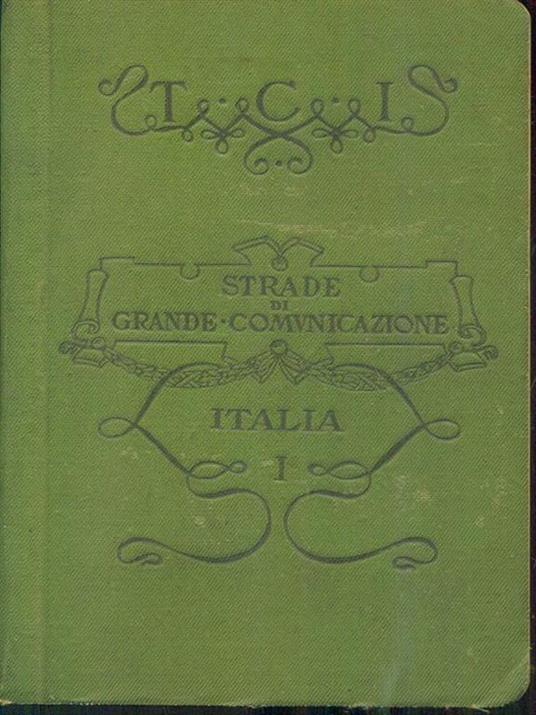 T·C·I
STRADE
DI
GRANDE·COMVNICAZIONE
ITALIA
I